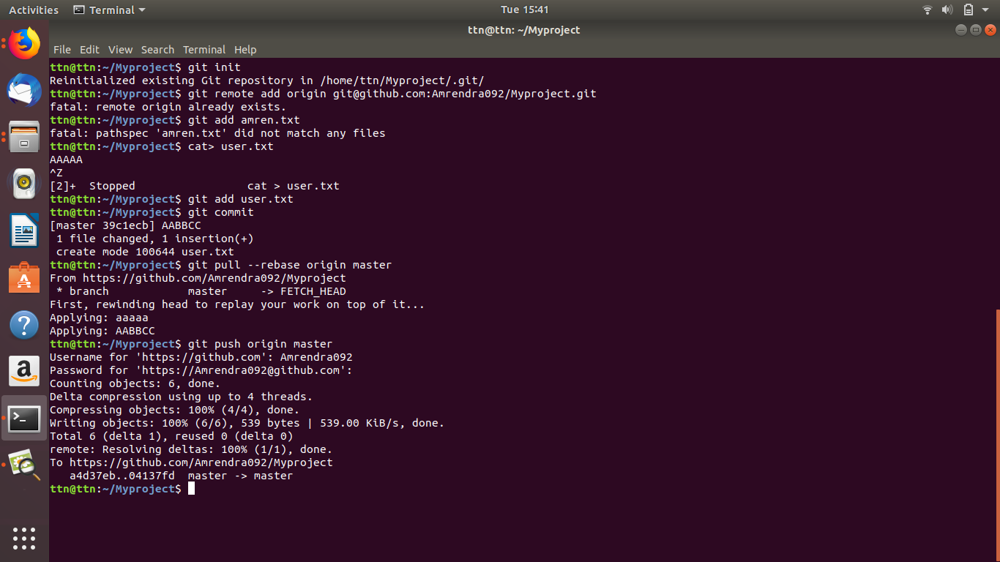 Activities Terminal Tue 15:41
ttn@ttn: ~/Myproject
File Edit View Search Terminal Help
ttn@ttn:~/Myproject$ git init
Reinitialized existing Git repository in /home/ttn/Myproject/.git/
ttn@ttn:~/Myproject$ git remote add origin git@github.com:Amrendra092/Myproject.git
fatal: remote origin already exists.
ttn@ttn:~/Myproject$ git add amren.txt
fatal: pathspec 'amren.txt' did not match any files
ttn@ttn:~/Myproject$ cat> user.txt
AAAAA
^Z
[2]+  Stopped                 cat > user.txt
ttn@ttn:~/Myproject$ git add user.txt
ttn@ttn:~/Myproject$ git commit
[master 39c1ecb] AABBCC
 1 file changed, 1 insertion(+)
 create mode 100644 user.txt
ttn@ttn:~/Myproject$ git pull --rebase origin master
From https://github.com/Amrendra092/Myproject
 * branch            master     -> FETCH_HEAD
First, rewinding head to replay your work on top of it...
Applying: aaaaa
Applying: AABBCC
ttn@ttn:~/Myproject$ git push origin master
Username for 'https://github.com': Amrendra092
Password for 'https://Amrendra092@github.com':
Counting objects: 6, done.
Delta compression using up to 4 threads.
Compressing objects: 100% (4/4), done.
Writing objects: 100% (6/6), 539 bytes | 539.00 KiB/s, done.
Total 6 (delta 1), reused 0 (delta 0)
remote: Resolving deltas: 100% (1/1), done.
To https://github.com/Amrendra092/Myproject
   a4d37eb..04137fd  master -> master
ttn@ttn:~/Myproject$